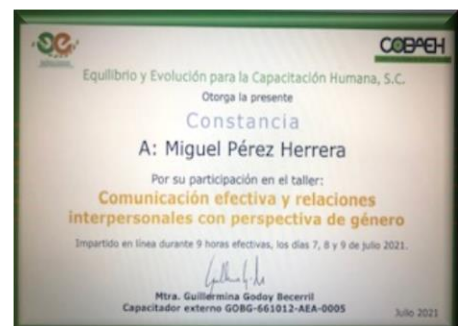 COBAEH
Equilibrio y Evolución para la Capacitación Humana, S.C.
Otorga la presente
Constancia
A: Miguel Pérez Herrera
Por su participación en el taller:
Comunicación efectiva y relaciones
interpersonales con perspectiva de género
Impartido en línea durante 9 horas efectivas, los días 7, 8 y 9 de julio 2021.
Mtra. Guillermina Godoy Becerril
Capacitador externo GOBG-661012-AEA-0005
Julio 2021